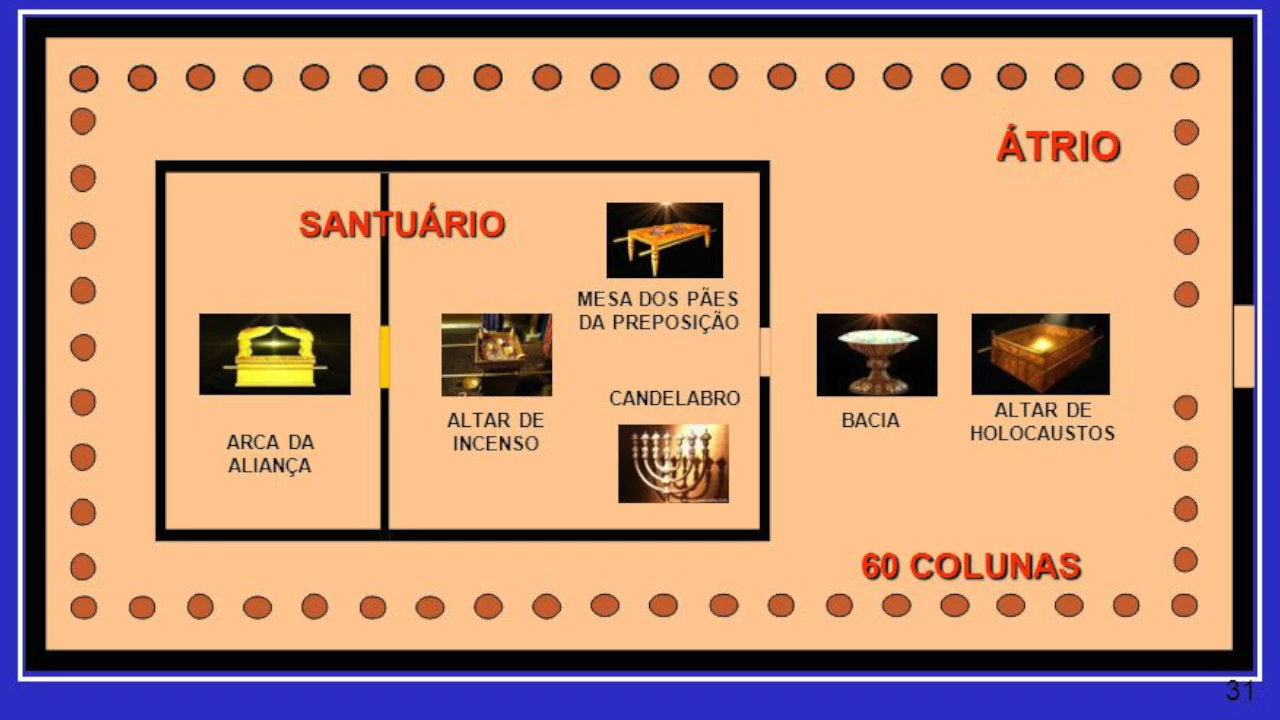 ÁTRIO
SANTUÁRIO
MESA DOS PÃES
DA PREPOSIÇÃO
CANDELABRO
ALTAR DE
INCENSO
ARCA DA
ALIANÇA
BACIA
ALTAR DE
HOLOCAUSTOS
60 COLUNAS
31